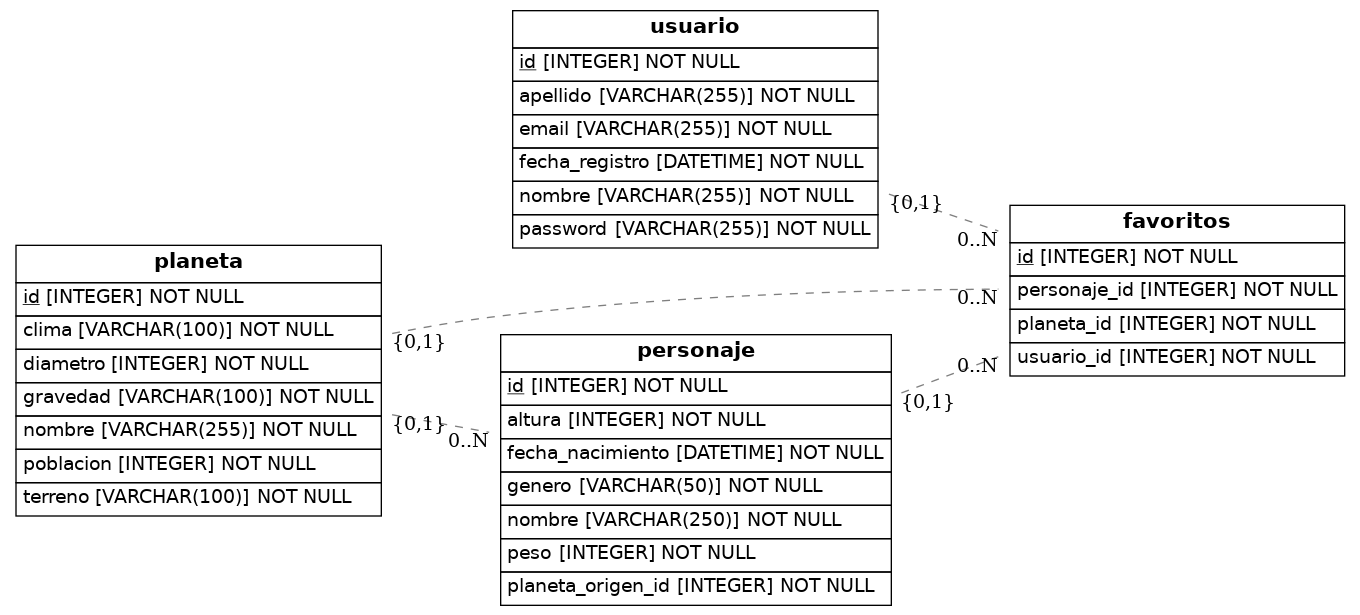 usuario
id [INTEGER] NOT NULL
apellido [VARCHAR(255)] NOT NULL
email [VARCHAR(255)] NOT NULL
fecha_registro [DATETIME] NOT NULL
nombre [VARCHAR(255)] NOT NULL
password [VARCHAR(255)] NOT NULL
{0,1}
0..N
favoritos
id [INTEGER] NOT NULL
personaje_id [INTEGER] NOT NULL
planeta_id [INTEGER] NOT NULL
usuario_id [INTEGER] NOT NULL
planeta
id [INTEGER] NOT NULL
clima [VARCHAR(100)] NOT NULL
diametro [INTEGER] NOT NULL
gravedad [VARCHAR(100)] NOT NULL
nombre [VARCHAR(255)] NOT NULL
poblacion [INTEGER] NOT NULL
terreno [VARCHAR(100)] NOT NULL
{0,1}
0..N
{0,1}
0..N
personaje
id [INTEGER] NOT NULL
altura [INTEGER] NOT NULL
fecha_nacimiento [DATETIME] NOT NULL
genero [VARCHAR(50)] NOT NULL
nombre [VARCHAR(250)] NOT NULL
peso [INTEGER] NOT NULL
planeta_origen_id [INTEGER] NOT NULL
{0,1}
0..N